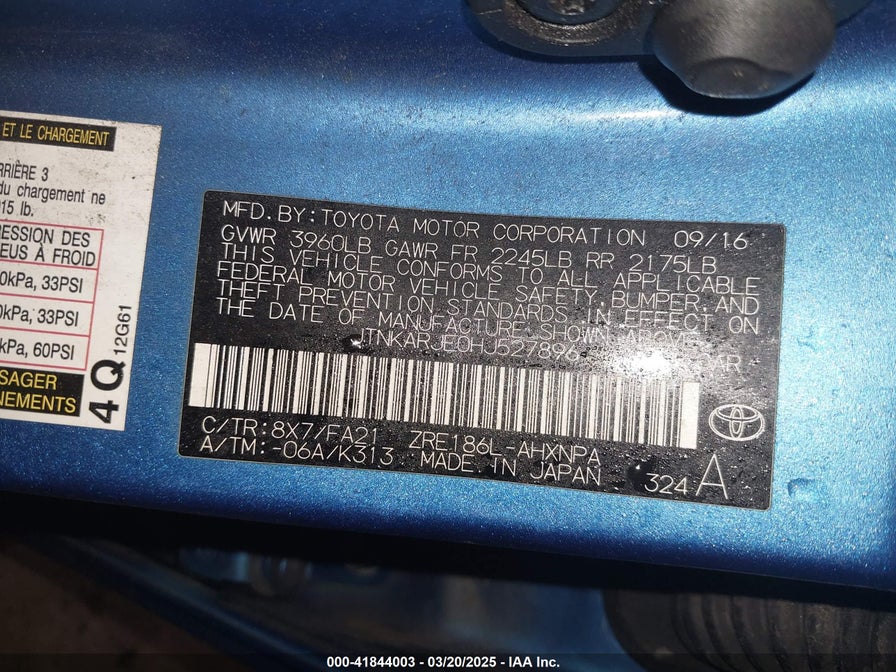 ET LE CHARGEMENT
RRIÈRE 3
du chargement ne
915 lb.
RESSION DES
EUS À FROID
0kPa, 33PSI
0kPa, 33PSI
kPa, 60PSI
SAGER
NEMENTS
4Q 12G61
MFD.BY:TOYOTA MOTOR CORPORATION 09/16
GVWR 3960LB GAWR FR 2245LB RR 2175LB
THIS VEHICLE CONFORMS TO ALL APPLICABLE
FEDERAL MOTOR VEHICLE SAFETY, BUMPER, AND
THEFT PREVENTION STANDARDS IN EFFECT ON
THE DATE OF MANUFACTURE SHOWN ABOVE.
JTNKARJE0HJ527896
C/TR:8X7/FA21 ZRE186L-AHXNPA
A/TM:-06A/K313 MADE IN JAPAN 324 A
000-41844003 — 03/20/2025 - IAA Inc.